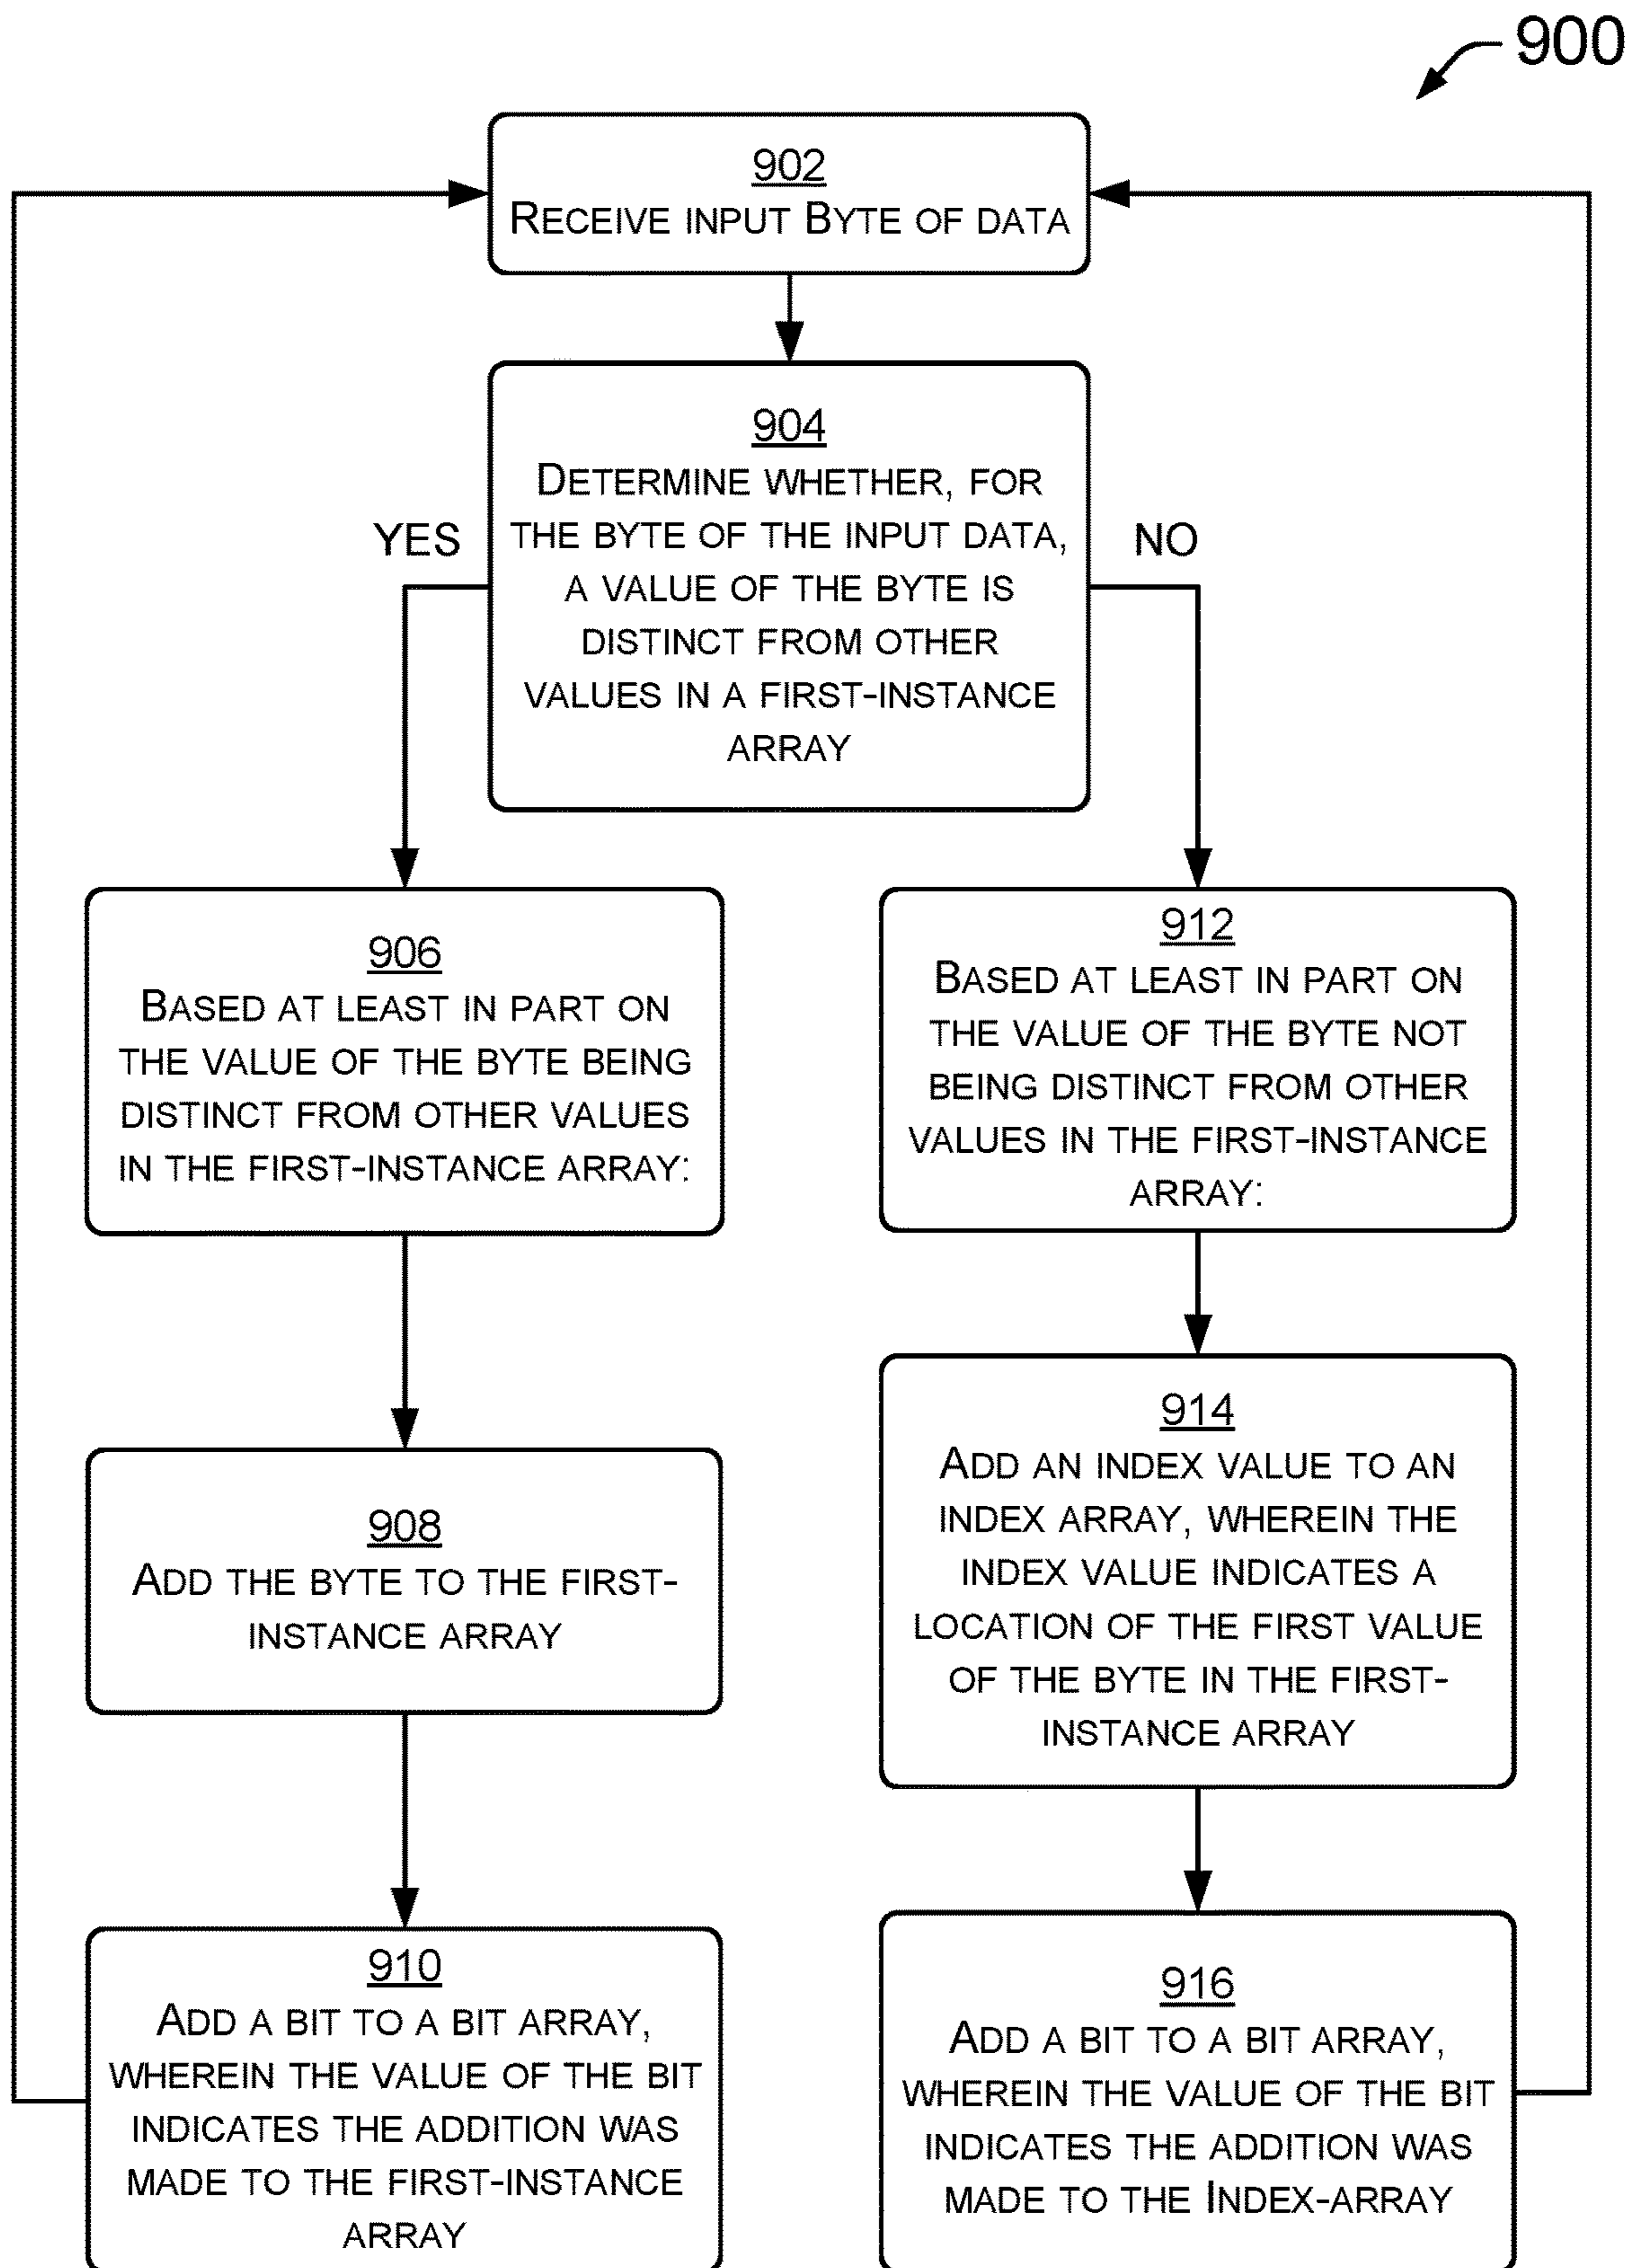 900
902
RECEIVE INPUT BYTE OF DATA
904
DETERMINE WHETHER, FOR
THE BYTE OF THE INPUT DATA,
A VALUE OF THE BYTE IS
DISTINCT FROM OTHER
VALUES IN A FIRST-INSTANCE
ARRAY
YES
NO
906
BASED AT LEAST IN PART ON
THE VALUE OF THE BYTE BEING
DISTINCT FROM OTHER VALUES
IN THE FIRST-INSTANCE ARRAY:
908
ADD THE BYTE TO THE FIRST-
INSTANCE ARRAY
910
ADD A BIT TO A BIT ARRAY,
WHEREIN THE VALUE OF THE BIT
INDICATES THE ADDITION WAS
MADE TO THE FIRST-INSTANCE
ARRAY
912
BASED AT LEAST IN PART ON
THE VALUE OF THE BYTE NOT
BEING DISTINCT FROM OTHER
VALUES IN THE FIRST-INSTANCE
ARRAY:
914
ADD AN INDEX VALUE TO AN
INDEX ARRAY, WHEREIN THE
INDEX VALUE INDICATES A
LOCATION OF THE FIRST VALUE
OF THE BYTE IN THE FIRST-
INSTANCE ARRAY
916
ADD A BIT TO A BIT ARRAY,
WHEREIN THE VALUE OF THE BIT
INDICATES THE ADDITION WAS
MADE TO THE INDEX-ARRAY